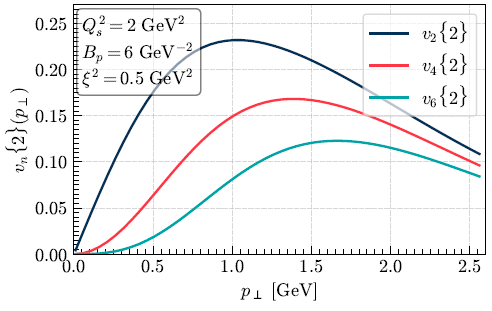 Q_s^2 = 2 GeV^2
B_p = 6 GeV^{-2}
ξ^2 = 0.5 GeV^2
v_2{2}
v_4{2}
v_6{2}
v_n{2}(p_⊥)
0.25
0.20
0.15
0.10
0.05
0.00
0.0 0.5 1.0 1.5 2.0 2.5
p_⊥ [GeV]